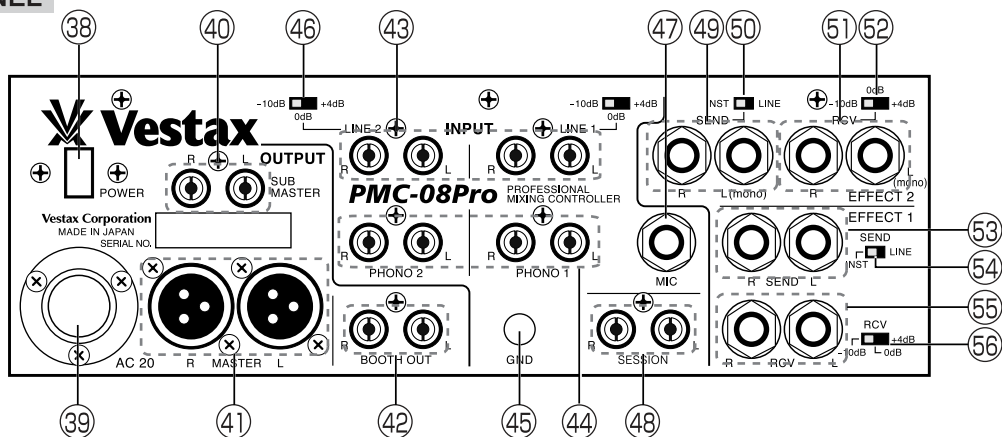 38 40 46 43 47 49 50 51 52
-10dB +4dB 0dB
-10dB +4dB 0dB
INST LINE
0dB -10dB +4dB
Vestax
LINE 2 INPUT LINE 1
SEND RCV
R L OUTPUT
R L R L
POWER
SUB MASTER
PMC-08Pro PROFESSIONAL MIXING CONTROLLER
R L (mono) R L (mono)
EFFECT 2
Vestax Corporation
MADE IN JAPAN
SERIAL NO.
EFFECT 1
R L R L
PHONO 2 PHONO 1
MIC
R SEND L
SEND
INST LINE
53
54
AC 20
R MASTER L
R L
BOOTH OUT
GND
R L
SESSION
R RCV L
RCV
-10dB +4dB 0dB
55
56
39 41 42 45 44 48